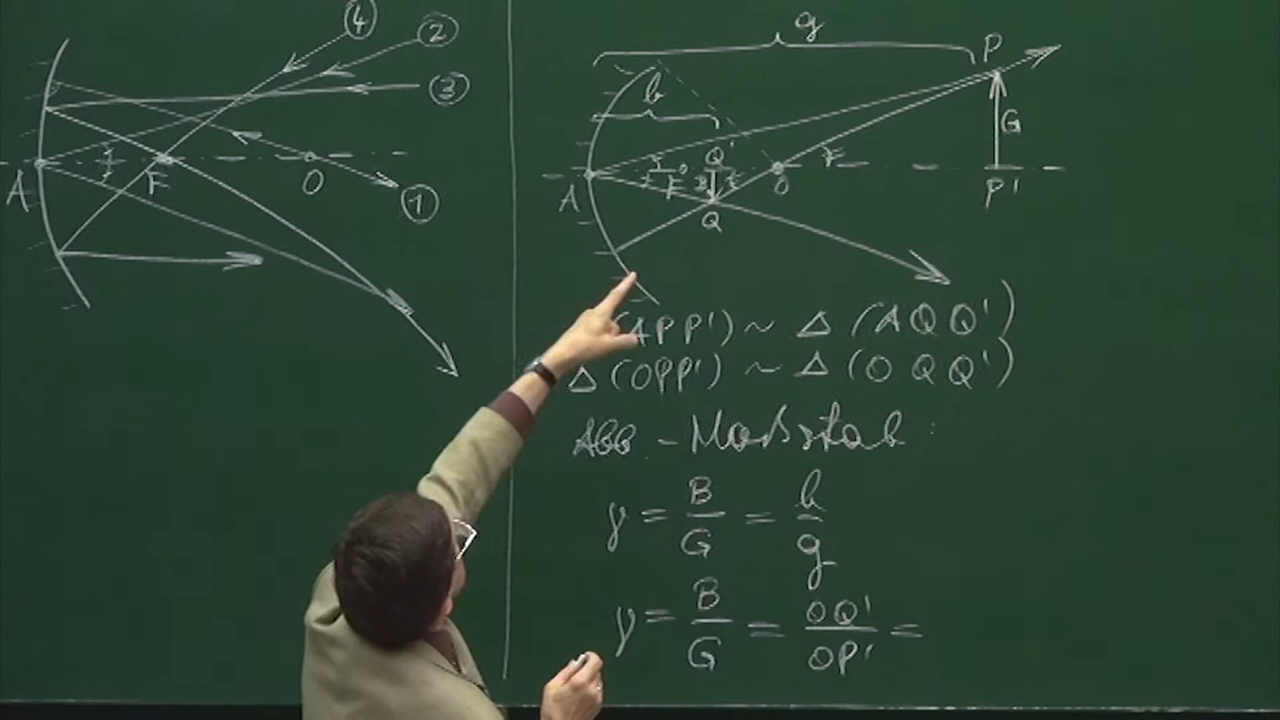 ④
②
③
①
A
f
F
O
g
b
P
G
P'
A
f
F
Q'
Q
O
(APP') ~ Δ (AQQ')
Δ (OPP') ~ Δ (OQQ')
Abb - Maßstab :
γ = B/G = b/g
γ = B/G = OQ'/OP' =